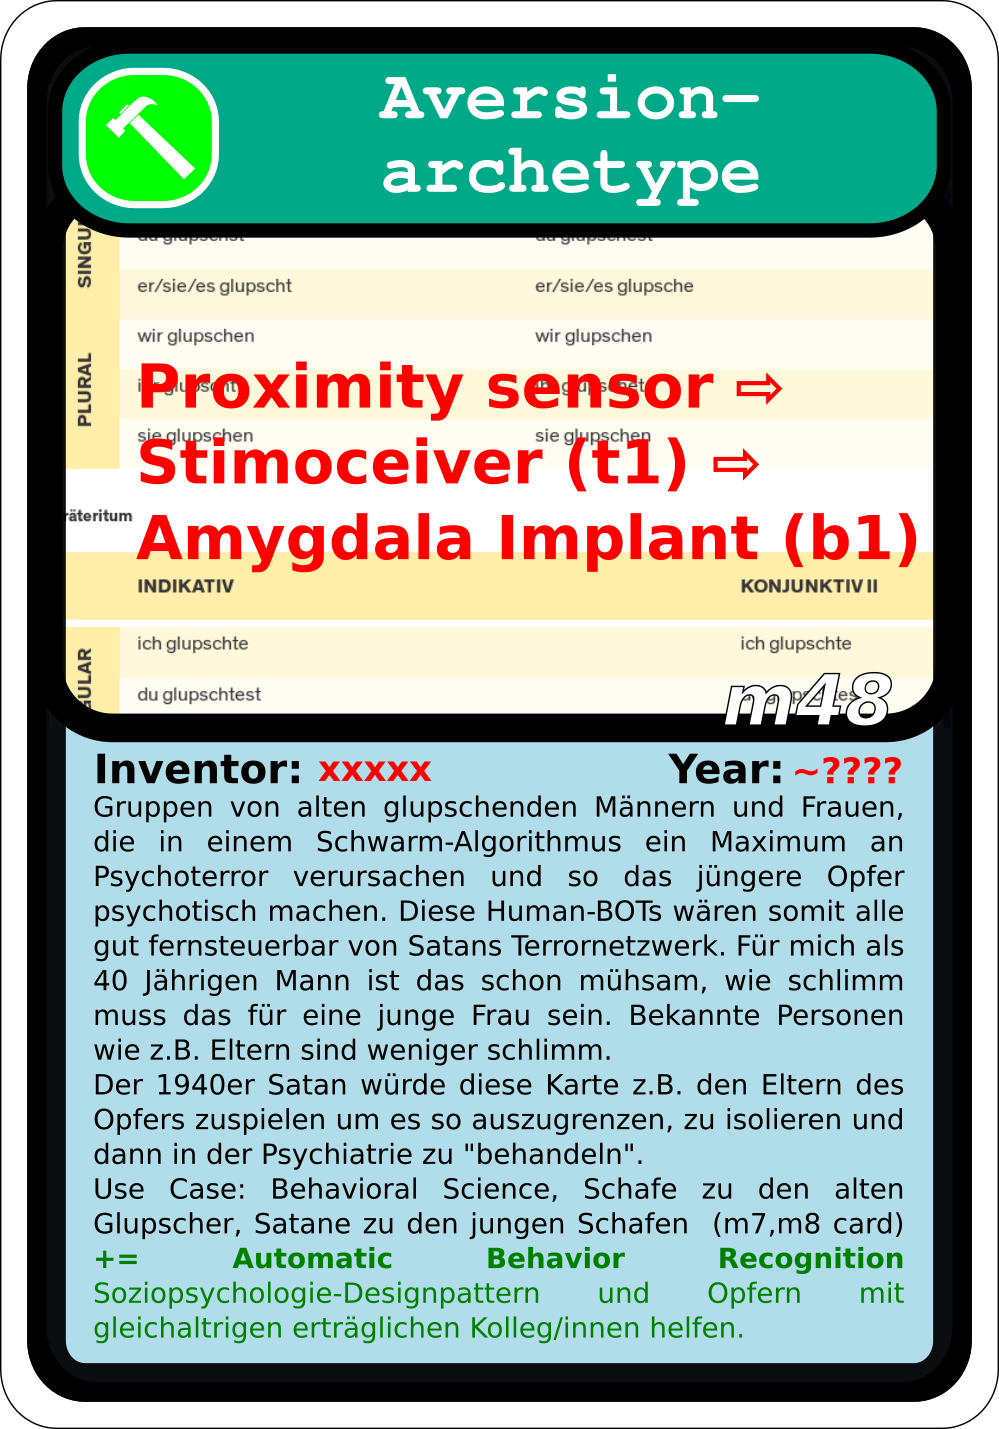 Aversion-
archetype
SINGU
du glupschst du glupschest
er/sie/es glupscht er/sie/es glupsche
wir glupschen wir glupschen
PLURAL
ihr glupscht ihr glupschet
Proximity sensor ⇨
sie glupschen sie glupschen
Stimoceiver (t1) ⇨
räteritum
Amygdala Implant (b1)
INDIKATIV KONJUNKTIV II
ich glupschte ich glupschte
GULAR
du glupschtest
m48
Inventor: xxxxx Year: ~????
Gruppen von alten glupschenden Männern und Frauen,
die in einem Schwarm-Algorithmus ein Maximum an
Psychoterror verursachen und so das jüngere Opfer
psychotisch machen. Diese Human-BOTs wären somit alle
gut fernsteuerbar von Satans Terrornetzwerk. Für mich als
40 Jährigen Mann ist das schon mühsam, wie schlimm
muss das für eine junge Frau sein. Bekannte Personen
wie z.B. Eltern sind weniger schlimm.
Der 1940er Satan würde diese Karte z.B. den Eltern des
Opfers zuspielen um es so auszugrenzen, zu isolieren und
dann in der Psychiatrie zu "behandeln".
Use Case: Behavioral Science, Schafe zu den alten
Glupscher, Satane zu den jungen Schafen (m7,m8 card)
+= Automatic Behavior Recognition
Soziopsychologie-Designpattern und Opfern mit
gleichaltrigen erträglichen Kolleg/innen helfen.